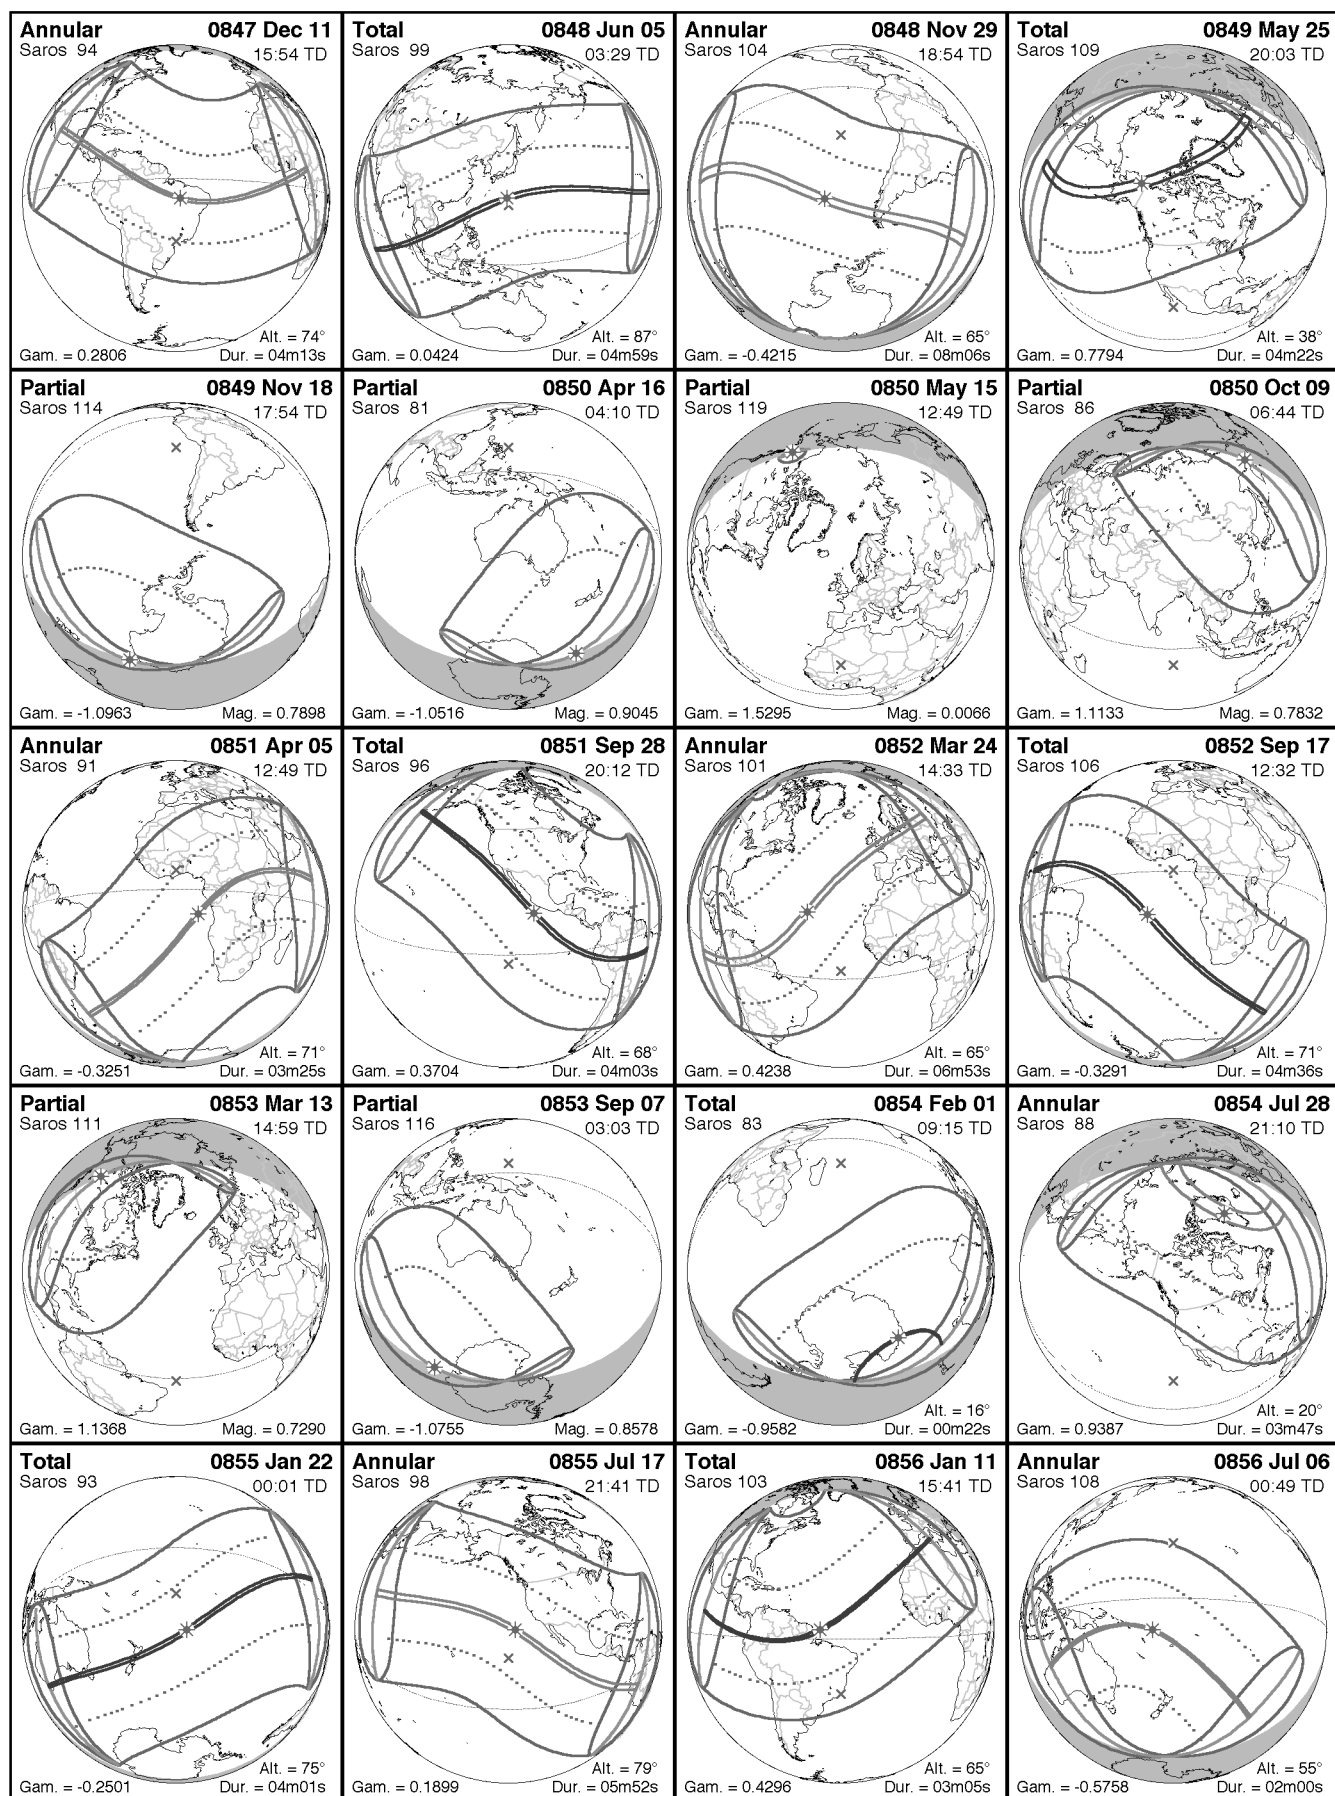 Annular 0847 Dec 11
Saros 94 15:54 TD
Alt. = 74°
Gam. = 0.2806 Dur. = 04m13s
Total 0848 Jun 05
Saros 99 03:29 TD
Alt. = 87°
Gam. = 0.0424 Dur. = 04m59s
Annular 0848 Nov 29
Saros 104 18:54 TD
Alt. = 65°
Gam. = -0.4215 Dur. = 08m06s
Total 0849 May 25
Saros 109 20:03 TD
Alt. = 38°
Gam. = 0.7794 Dur. = 04m22s
Partial 0849 Nov 18
Saros 114 17:54 TD
Gam. = -1.0963 Mag. = 0.7898
Partial 0850 Apr 16
Saros 81 04:10 TD
Gam. = -1.0516 Mag. = 0.9045
Partial 0850 May 15
Saros 119 12:49 TD
Gam. = 1.5295 Mag. = 0.0066
Partial 0850 Oct 09
Saros 86 06:44 TD
Gam. = 1.1133 Mag. = 0.7832
Annular 0851 Apr 05
Saros 91 12:49 TD
Alt. = 71°
Gam. = -0.3251 Dur. = 03m25s
Total 0851 Sep 28
Saros 96 20:12 TD
Alt. = 68°
Gam. = 0.3704 Dur. = 04m03s
Annular 0852 Mar 24
Saros 101 14:33 TD
Alt. = 65°
Gam. = 0.4238 Dur. = 06m53s
Total 0852 Sep 17
Saros 106 12:32 TD
Alt. = 71°
Gam. = -0.3291 Dur. = 04m36s
Partial 0853 Mar 13
Saros 111 14:59 TD
Gam. = 1.1368 Mag. = 0.7290
Partial 0853 Sep 07
Saros 116 03:03 TD
Gam. = -1.0755 Mag. = 0.8578
Total 0854 Feb 01
Saros 83 09:15 TD
Alt. = 16°
Gam. = -0.9582 Dur. = 00m22s
Annular 0854 Jul 28
Saros 88 21:10 TD
Alt. = 20°
Gam. = 0.9387 Dur. = 03m47s
Total 0855 Jan 22
Saros 93 00:01 TD
Alt. = 75°
Gam. = -0.2501 Dur. = 04m01s
Annular 0855 Jul 17
Saros 98 21:41 TD
Alt. = 79°
Gam. = 0.1899 Dur. = 05m52s
Total 0856 Jan 11
Saros 103 15:41 TD
Alt. = 65°
Gam. = 0.4296 Dur. = 03m05s
Annular 0856 Jul 06
Saros 108 00:49 TD
Alt. = 55°
Gam. = -0.5758 Dur. = 02m00s